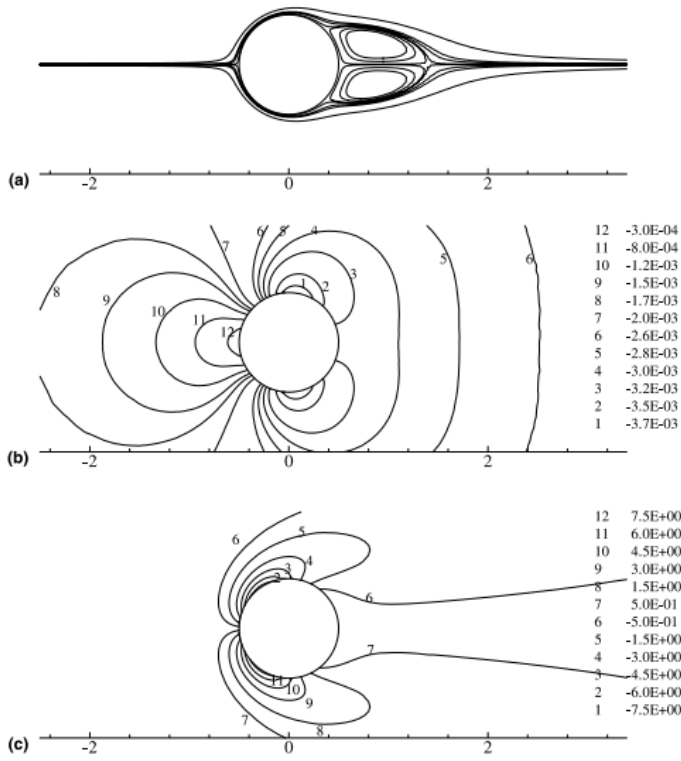 1
(a)
-2 0 2
7 6 5 4
5
6
8 9 10 11 12
1 2 3
12 -3.0E-04
11 -8.0E-04
10 -1.2E-03
9 -1.5E-03
8 -1.7E-03
7 -2.0E-03
6 -2.6E-03
5 -2.8E-03
4 -3.0E-03
3 -3.2E-03
2 -3.5E-03
1 -3.7E-03
(b)
-2 0 2
6 5 4 3
6
7
11 10 9 8 7
12 7.5E+00
11 6.0E+00
10 4.5E+00
9 3.0E+00
8 1.5E+00
7 5.0E-01
6 -5.0E-01
5 -1.5E+00
4 -3.0E+00
3 -4.5E+00
2 -6.0E+00
1 -7.5E+00
(c)
-2 0 2